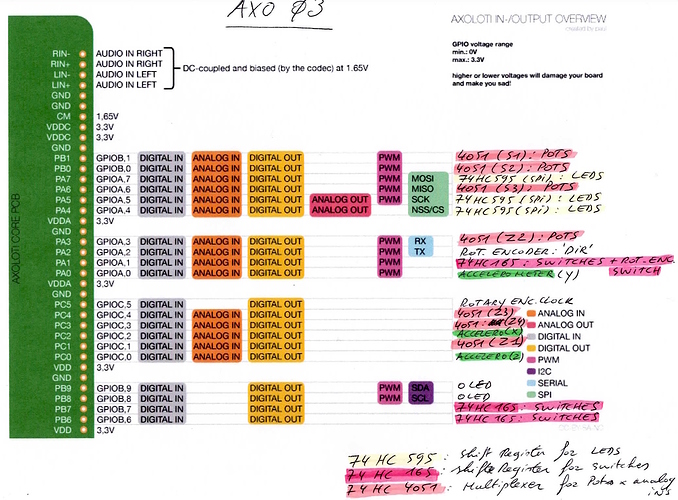 AXO Ø3
AXOLOTI IN-/OUTPUT OVERVIEW
GPIO voltage range
min.: 0V
max.: 3.3V
higher or lower voltages will damage your board
and make you sad!
AXOLOTI CORE PCB
RIN- AUDIO IN RIGHT
RIN+ AUDIO IN RIGHT
LIN- AUDIO IN LEFT
LIN+ AUDIO IN LEFT
DC-coupled and biased (by the codec) at 1.65V
GND
GND
CM 1,65V
VDDC 3,3V
VDDC 3,3V
GND
PB1 GPIOB,1 DIGITAL IN ANALOG IN DIGITAL OUT PWM 4051 (S1): POTS
PB0 GPIOB,0 DIGITAL IN ANALOG IN DIGITAL OUT PWM 4051 (S2): POTS
PA7 GPIOA,7 DIGITAL IN ANALOG IN DIGITAL OUT PWM MOSI 74HC595 (SPI): LEDS
PA6 GPIOA,6 DIGITAL IN ANALOG IN DIGITAL OUT PWM MISO 4051 (S3): POTS
PA5 GPIOA,5 DIGITAL IN ANALOG IN DIGITAL OUT ANALOG OUT PWM SCK 74HC595 (SPI): LEDS
PA4 GPIOA,4 DIGITAL IN ANALOG IN DIGITAL OUT ANALOG OUT NSS/CS 74HC595 (SPI): LEDS
VDDA 3,3V
GND
PA3 GPIOA,3 DIGITAL IN ANALOG IN DIGITAL OUT PWM RX 4051 (Z2): POTS
PA2 GPIOA,2 DIGITAL IN ANALOG IN DIGITAL OUT PWM TX ROT. ENCODER: 'DIR'
PA1 GPIOA,1 DIGITAL IN ANALOG IN DIGITAL OUT PWM 74HC165: SWITCHES + ROT.ENC.
PA0 GPIOA,0 DIGITAL IN ANALOG IN DIGITAL OUT PWM ACCELEROMETER (Y) SWITCH
VDDA 3,3V
GND
PC5 GPIOC,5 DIGITAL IN DIGITAL OUT ROTARY ENC. CLOCK
PC4 GPIOC,4 DIGITAL IN ANALOG IN DIGITAL OUT 4051 (Z3) ANALOG IN
PC3 GPIOC,3 DIGITAL IN ANALOG IN DIGITAL OUT 4051: (Z4) ANALOG OUT
PC2 GPIOC,2 DIGITAL IN ANALOG IN DIGITAL OUT ACCELERO(X) DIGITAL IN
PC1 GPIOC,1 DIGITAL IN ANALOG IN DIGITAL OUT 4051 (Z1) DIGITAL OUT
PC0 GPIOC,0 DIGITAL IN ANALOG IN DIGITAL OUT ACCELERO(Z) PWM
VDD 3,3V
I2C
GND
SERIAL
PB9 GPIOB,9 DIGITAL IN DIGITAL OUT PWM SDA OLED
SPI
PB8 GPIOB,8 DIGITAL IN DIGITAL OUT PWM SCL OLED
PB7 GPIOB,7 DIGITAL IN DIGITAL OUT 74HC165: SWITCHES
PB6 GPIOB,6 DIGITAL IN DIGITAL OUT 74HC165: SWITCHES
VDD 3,3V
74 HC 595: Shift Register for LEDS
74 HC 165: shifte Register for switches
74 HC 4051: Multiplexer for Pots & analog
ins